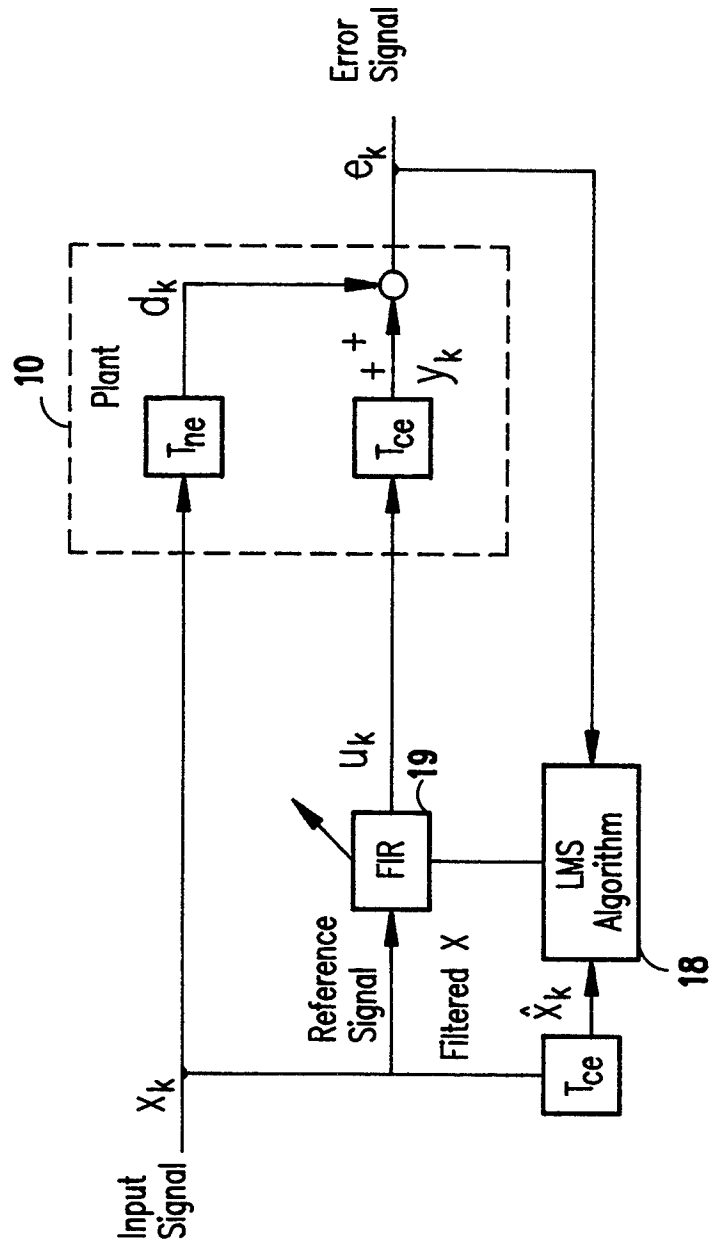 10
Plant
Input
Signal
x_k
T_ne
d_k
Error
Signal
e_k
Reference
Signal
FIR
19
u_k
T_ce
+ +
y_k
Filtered X
T_ce
x̂_k
LMS
Algorithm
18